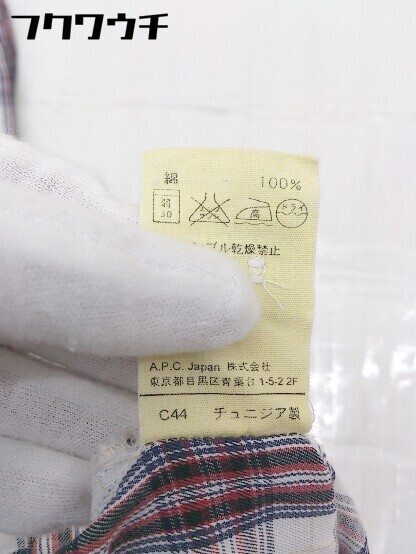 フクワウチ
綿 100%
弱 30 高 ドライ
ル乾燥禁止
A.P.C. Japan 株式会社
東京都目黒区青葉台1-5-2 2F
C44 チュニジア製